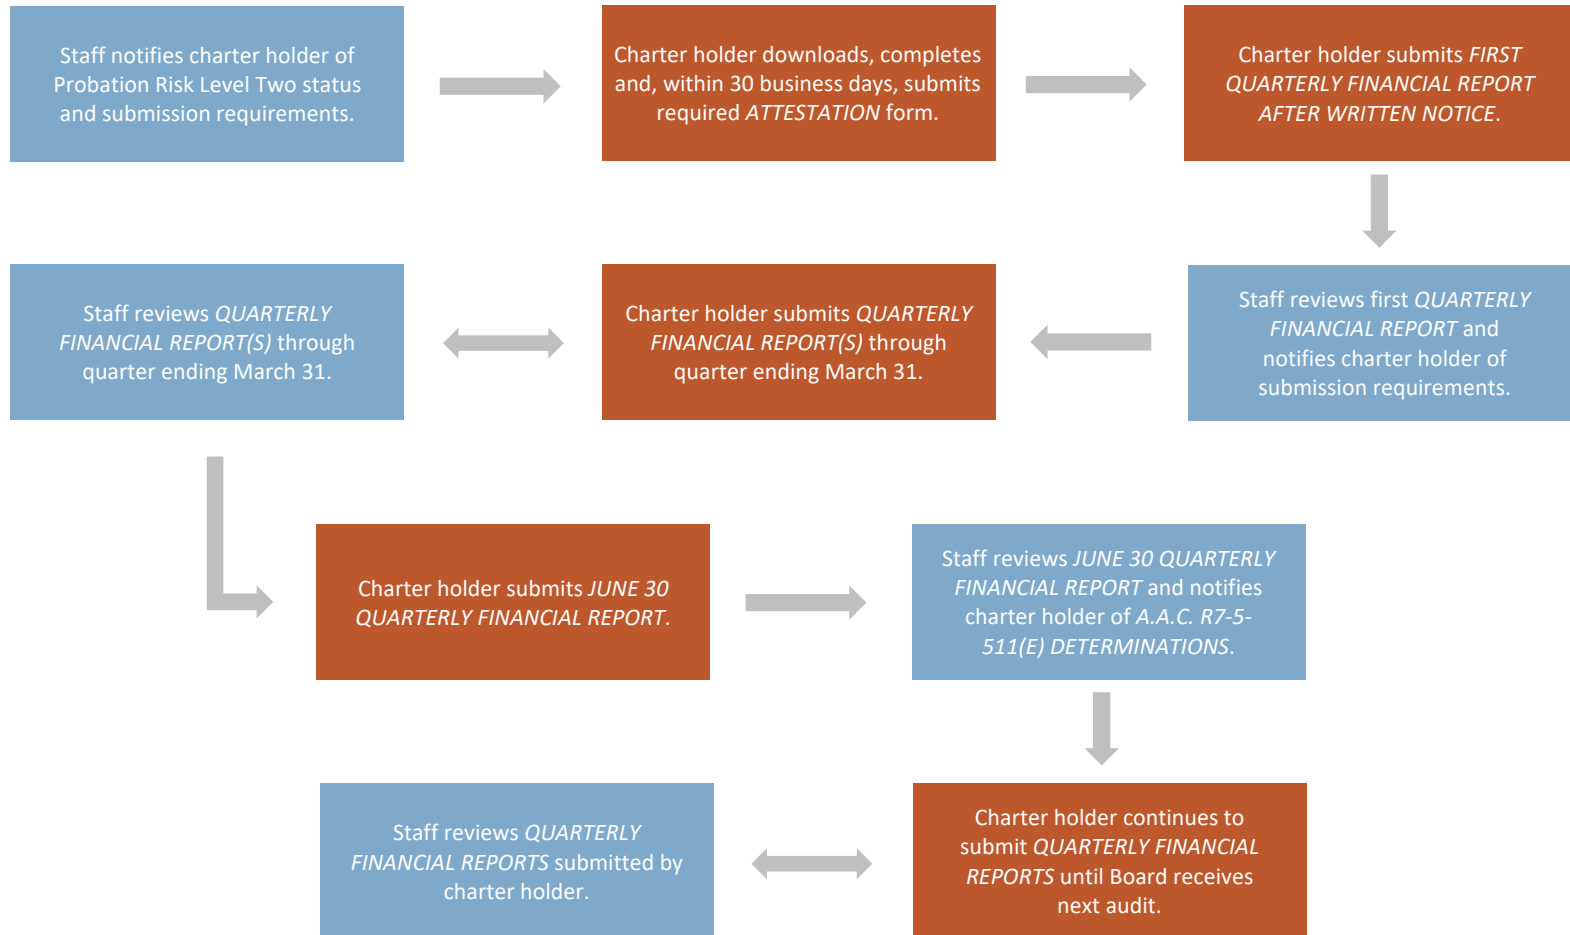 Staff notifies charter holder of
Probation Risk Level Two status
and submission requirements.
Charter holder downloads, completes
and, within 30 business days, submits
required ATTESTATION form.
Charter holder submits FIRST
QUARTERLY FINANCIAL REPORT
AFTER WRITTEN NOTICE.
Staff reviews first QUARTERLY
FINANCIAL REPORT and
notifies charter holder of
submission requirements.
Charter holder submits QUARTERLY
FINANCIAL REPORT(S) through
quarter ending March 31.
Staff reviews QUARTERLY
FINANCIAL REPORT(S) through
quarter ending March 31.
Charter holder submits JUNE 30
QUARTERLY FINANCIAL REPORT.
Staff reviews JUNE 30 QUARTERLY
FINANCIAL REPORT and notifies
charter holder of A.A.C. R7-5-
511(E) DETERMINATIONS.
Charter holder continues to
submit QUARTERLY FINANCIAL
REPORTS until Board receives
next audit.
Staff reviews QUARTERLY
FINANCIAL REPORTS submitted by
charter holder.